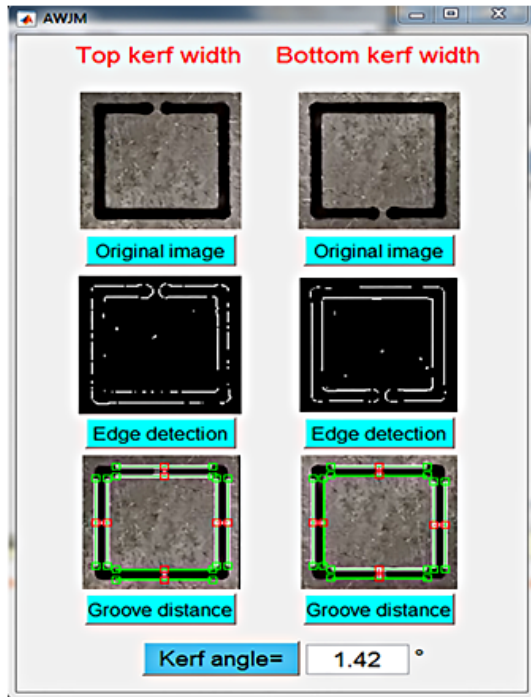 AWJM
Top kerf width Bottom kerf width
Original image Original image
Edge detection Edge detection
Groove distance Groove distance
Kerf angle= 1.42 °